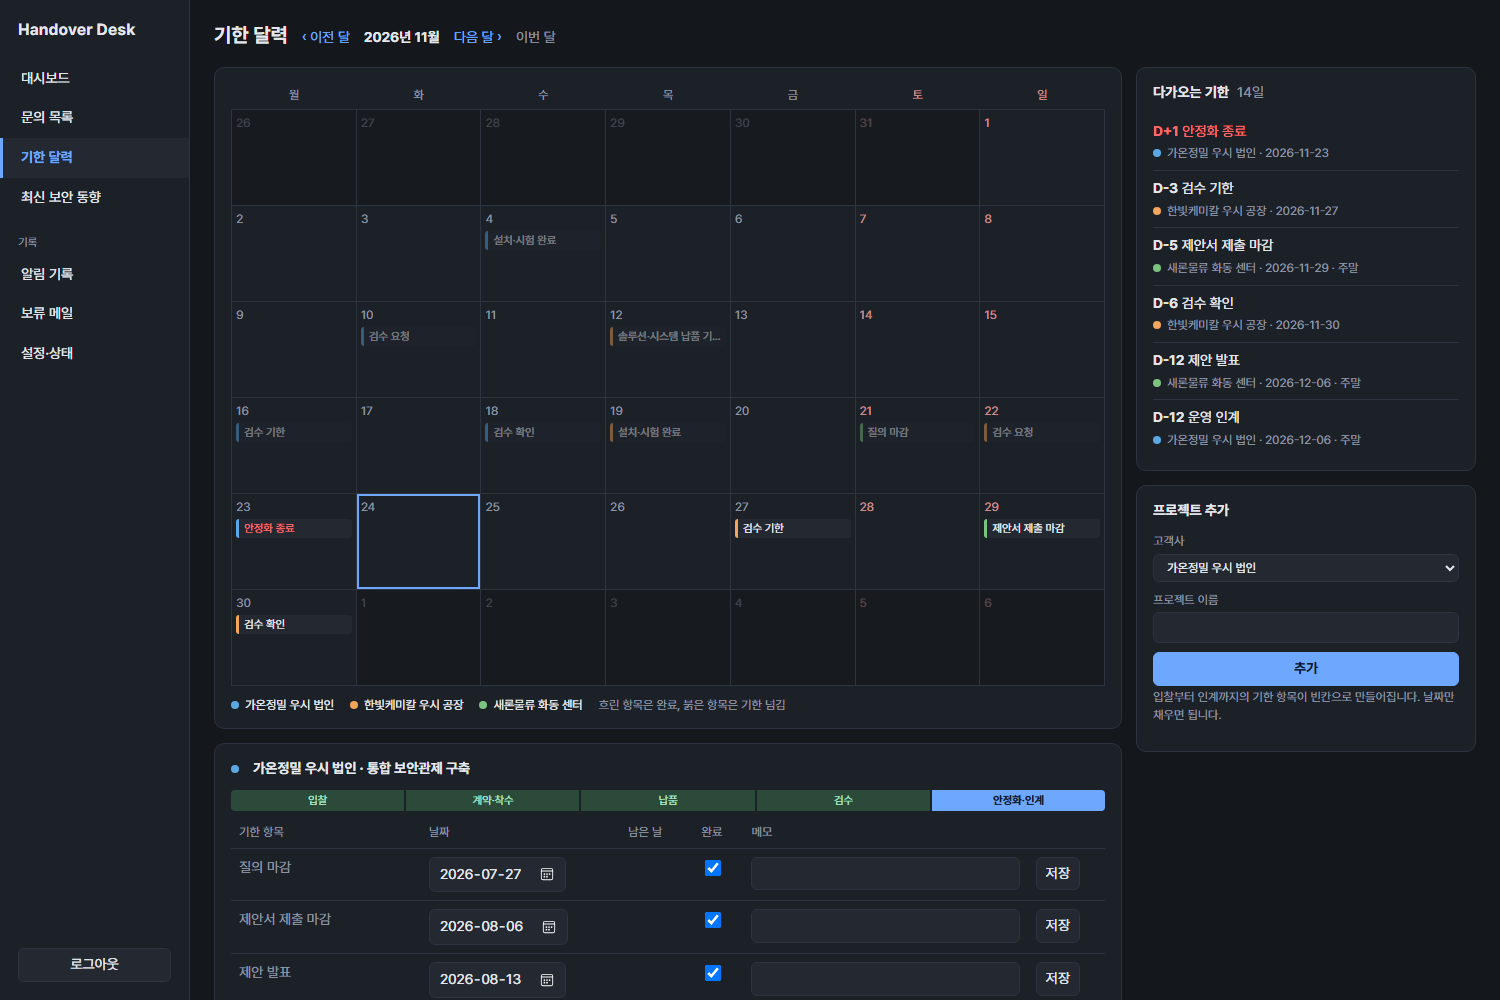 Handover Desk
대시보드
문의 목록
기한 달력
최신 보안 동향
기록
알림 기록
보류 메일
설정·상태
로그아웃
기한 달력 ‹ 이전 달 2026년 11월 다음 달 › 이번 달
월 화 수 목 금 토 일
26 27 28 29 30 31 1
2 3 4 5 6 7 8
설치·시험 완료
9 10 11 12 13 14 15
검수 요청 솔루션·시스템 납품 기...
16 17 18 19 20 21 22
검수 기한 검수 확인 설치·시험 완료 질의 마감 검수 요청
23 24 25 26 27 28 29
안정화 종료 검수 기한 제안서 제출 마감
30 1 2 3 4 5 6
검수 확인
가온정밀 우시 법인 한빛케미칼 우시 공장 새론물류 화동 센터 흐린 항목은 완료, 붉은 항목은 기한 넘김
가온정밀 우시 법인 · 통합 보안관제 구축
입찰 계약·착수 납품 검수 안정화·인계
기한 항목 날짜 남은 날 완료 메모
질의 마감 2026-07-27 저장
제안서 제출 마감 2026-08-06 저장
제안 발표 2026-08-13 저장
다가오는 기한 14일
D+1 안정화 종료
가온정밀 우시 법인 · 2026-11-23
D-3 검수 기한
한빛케미칼 우시 공장 · 2026-11-27
D-5 제안서 제출 마감
새론물류 화동 센터 · 2026-11-29 · 주말
D-6 검수 확인
한빛케미칼 우시 공장 · 2026-11-30
D-12 제안 발표
새론물류 화동 센터 · 2026-12-06 · 주말
D-12 운영 인계
가온정밀 우시 법인 · 2026-12-06 · 주말
프로젝트 추가
고객사
가온정밀 우시 법인
프로젝트 이름
추가
입찰부터 인계까지의 기한 항목이 빈칸으로 만들어집니다. 날짜만
채우면 됩니다.